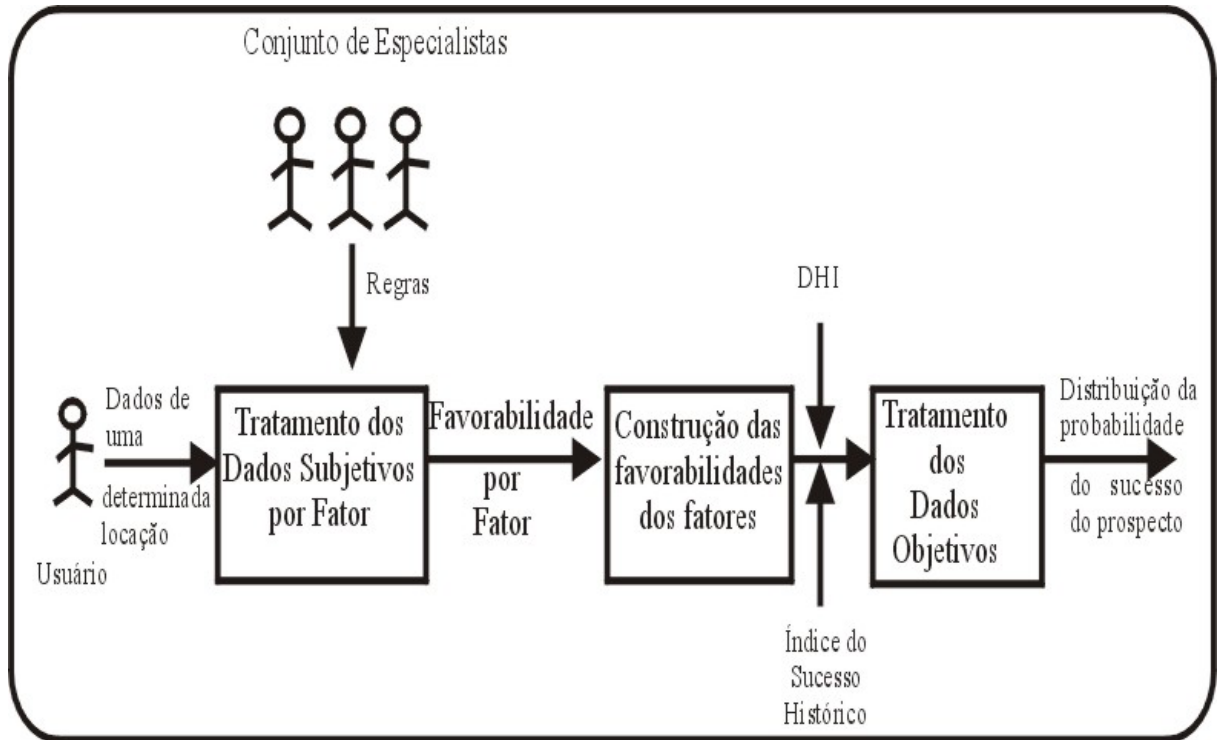 Conjunto de Especialistas
Regras
DHI
Dados de
uma
determinada
locação
Usuário
Tratamento dos
Dados Subjetivos
por Fator
Favorabilidade
por
Fator
Construção das
favorabilidades
dos fatores
Índice do
Sucesso
Histórico
Tratamento
dos
Dados
Objetivos
Distribuição da
probabilidade
do sucesso
do prospecto